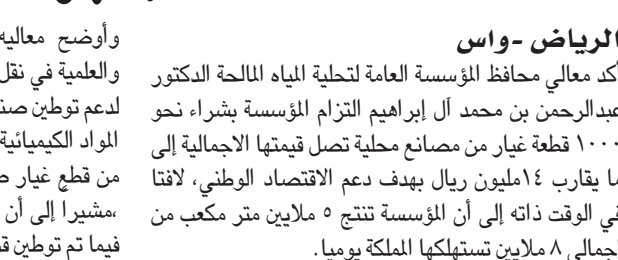 الرياض -واس
أكد معالي محافظ المؤسسة العامة لتحلية المياه المالحة الدكتور
عبدالرحمن بن محمد آل إبراهيم التزام المؤسسة بشراء نحو
١٠٠٠ قطعة غيار من مصانع محلية تصل قيمتها الاجمالية إلى
ما يقارب ١٤مليون ريال بهدف دعم الاقتصاد الوطني، لافتا
في الوقت ذاته إلى أن المؤسسة تنتج ٥ ملايين متر مكعب من
إجمالي ٨ ملايين تستهلكها المملكة يوميا.
وأوضح معاليه
والعلمية في نقل
لدعم توطين
المواد الكيميائية
من قطع غيار
،مشيرا إلى أن
فيما تم توطين